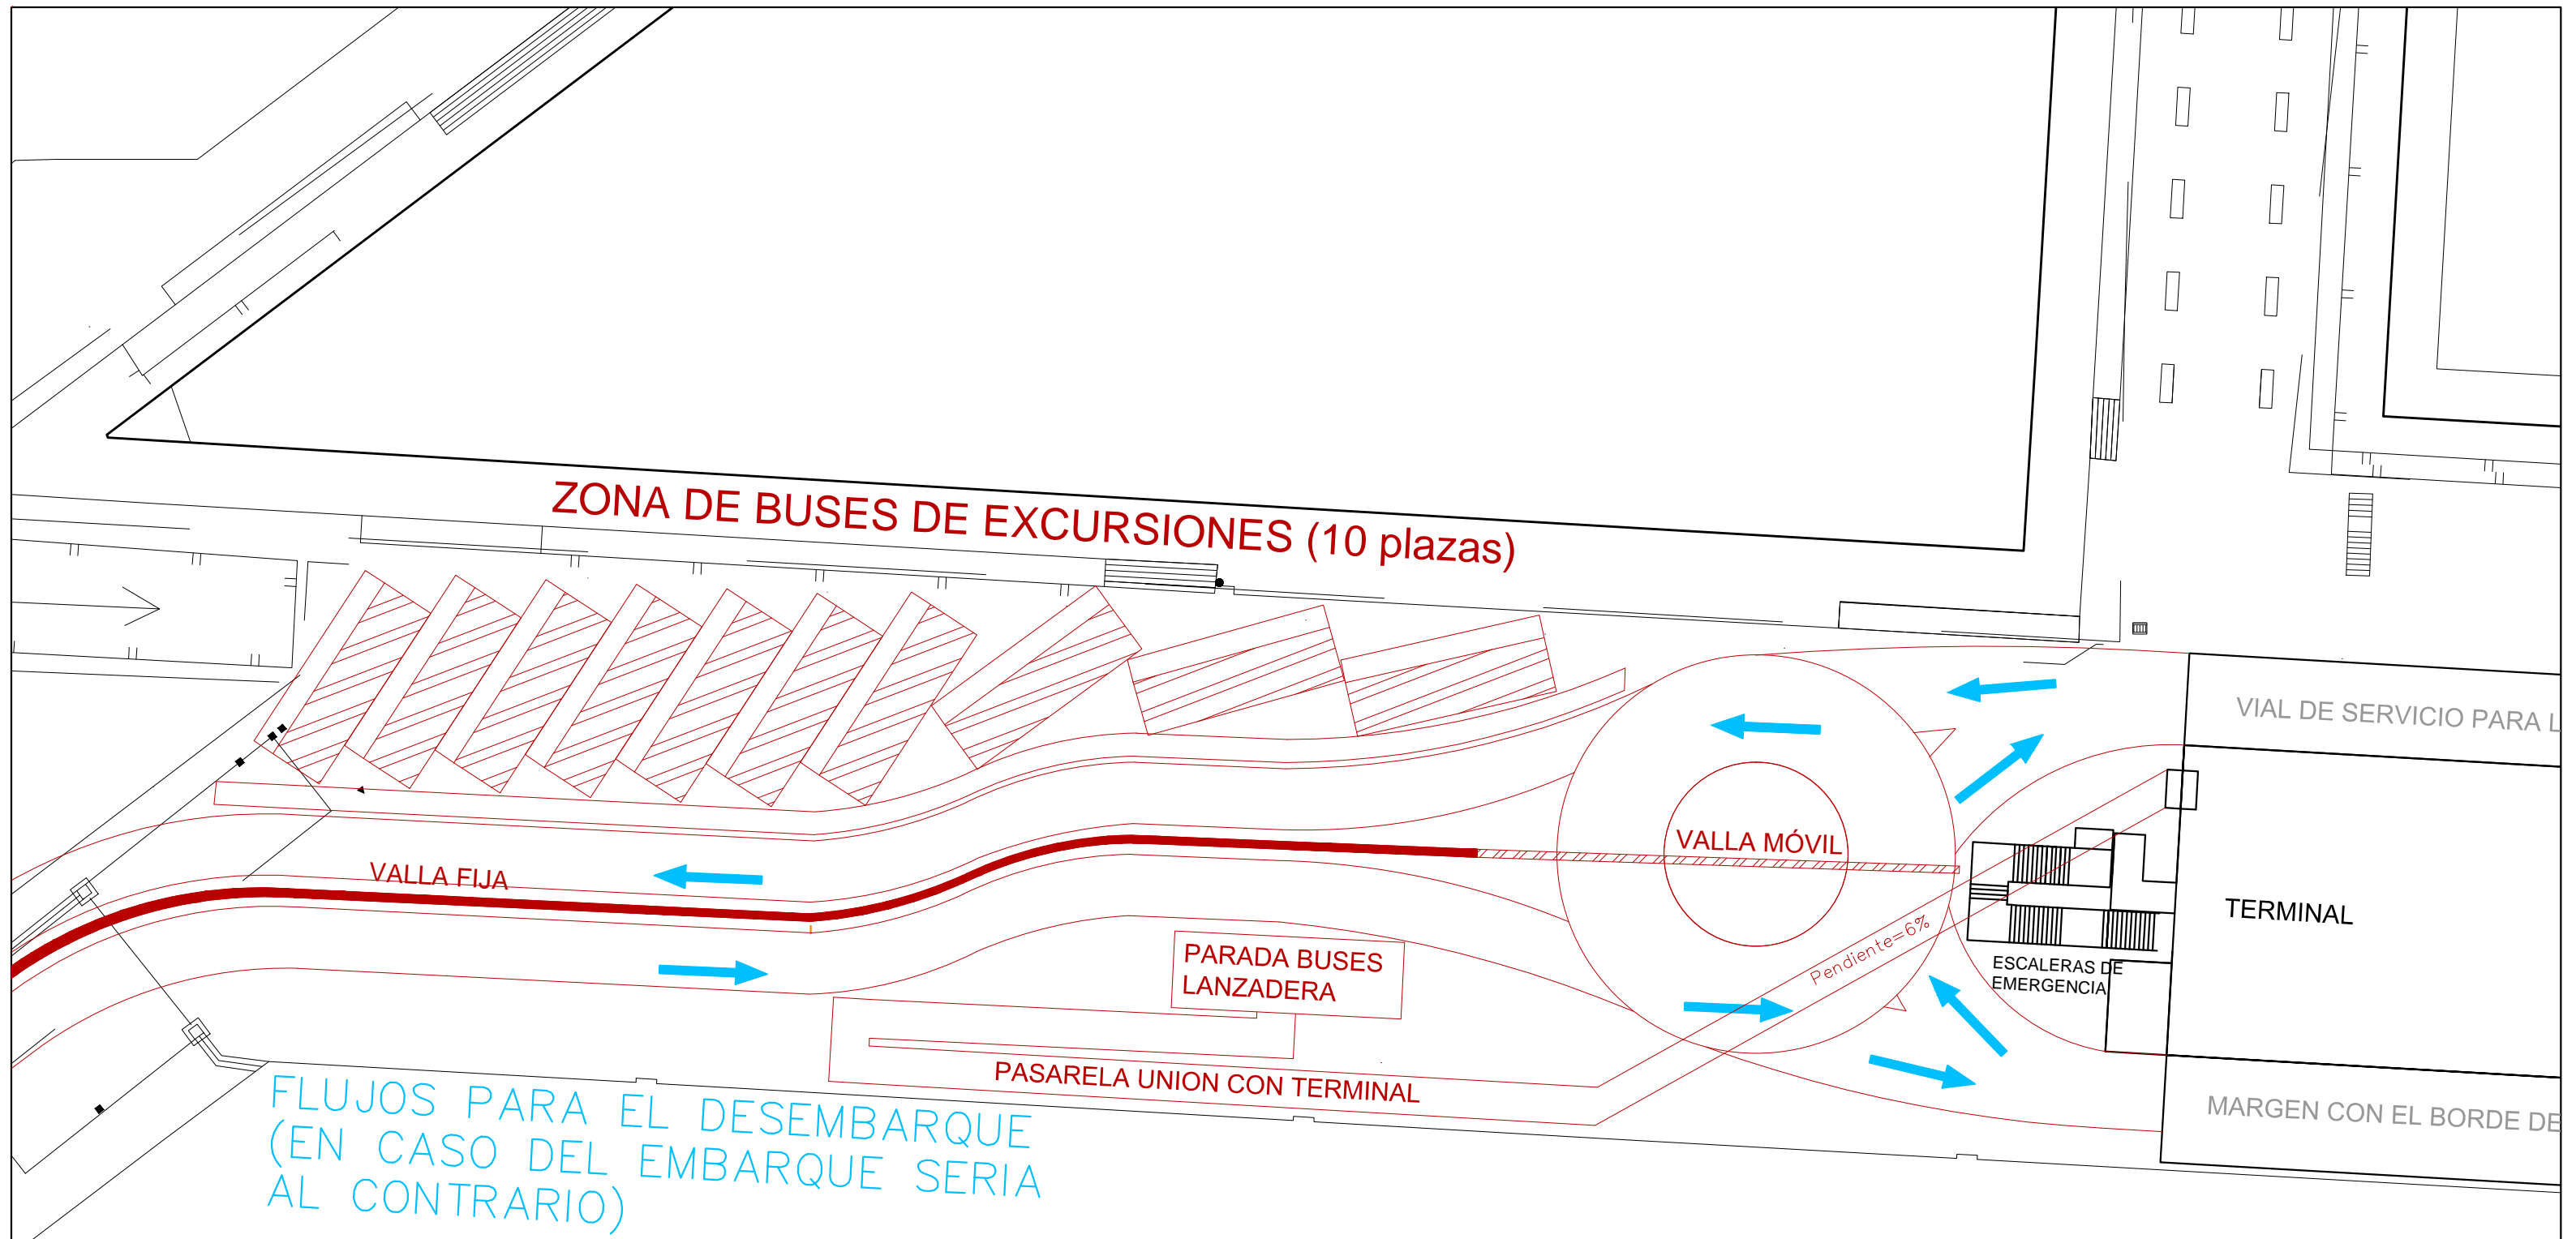 ZONA DE BUSES DE EXCURSIONES (10 plazas)
VIAL DE SERVICIO PARA L
VALLA MÓVIL
VALLA FIJA
TERMINAL
Pendiente=6%
PARADA BUSES
LANZADERA
ESCALERAS DE
EMERGENCIA
PASARELA UNION CON TERMINAL
MARGEN CON EL BORDE DE
FLUJOS PARA EL DESEMBARQUE
(EN CASO DEL EMBARQUE SERIA
AL CONTRARIO)